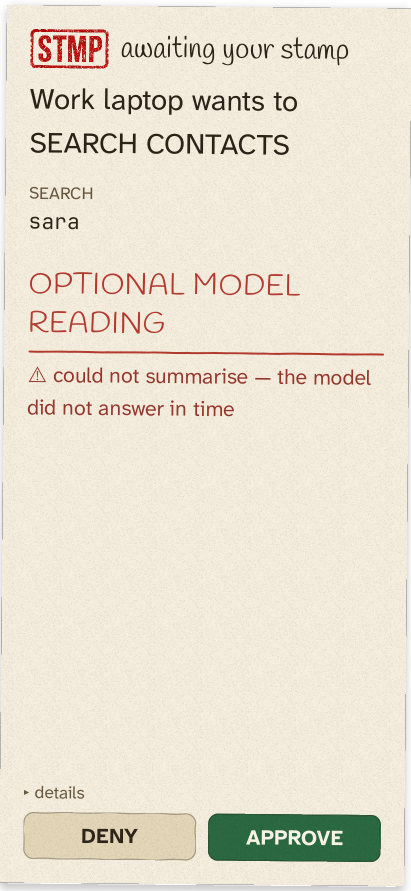 STMP awaiting your stamp
Work laptop wants to
SEARCH CONTACTS
SEARCH
sara
OPTIONAL MODEL
READING
⚠ could not summarise — the model
did not answer in time
▸ details
DENY APPROVE